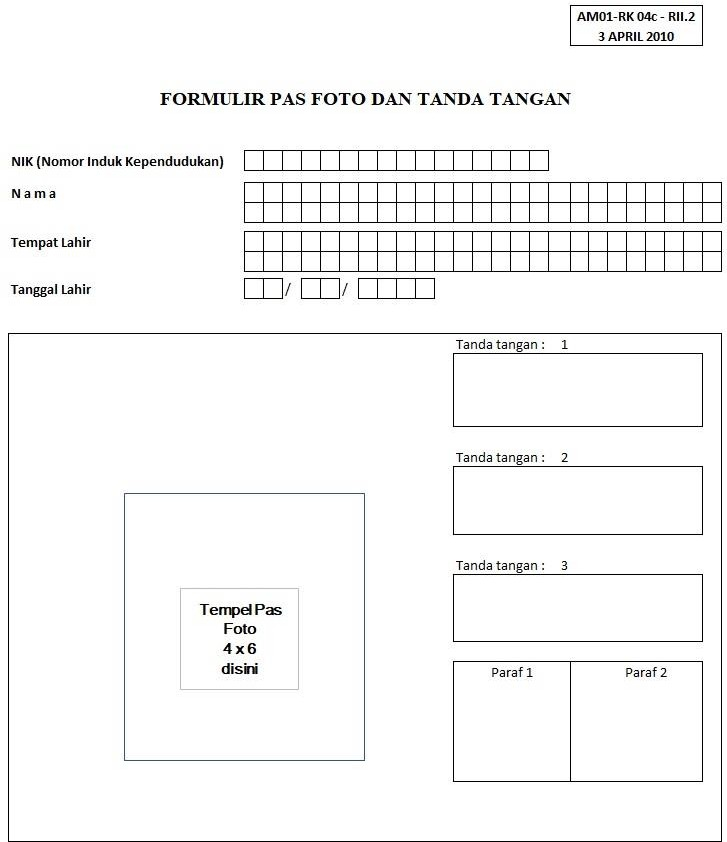 AM01-RK 04c - RII.2
3 APRIL 2010
FORMULIR PAS FOTO DAN TANDA TANGAN
NIK (Nomor Induk Kependudukan)
N a m a
Tempat Lahir
Tanggal Lahir
/ /
Tanda tangan : 1
Tanda tangan : 2
Tanda tangan : 3
Tempel Pas
Foto
4 x 6
disini
Paraf 1 Paraf 2